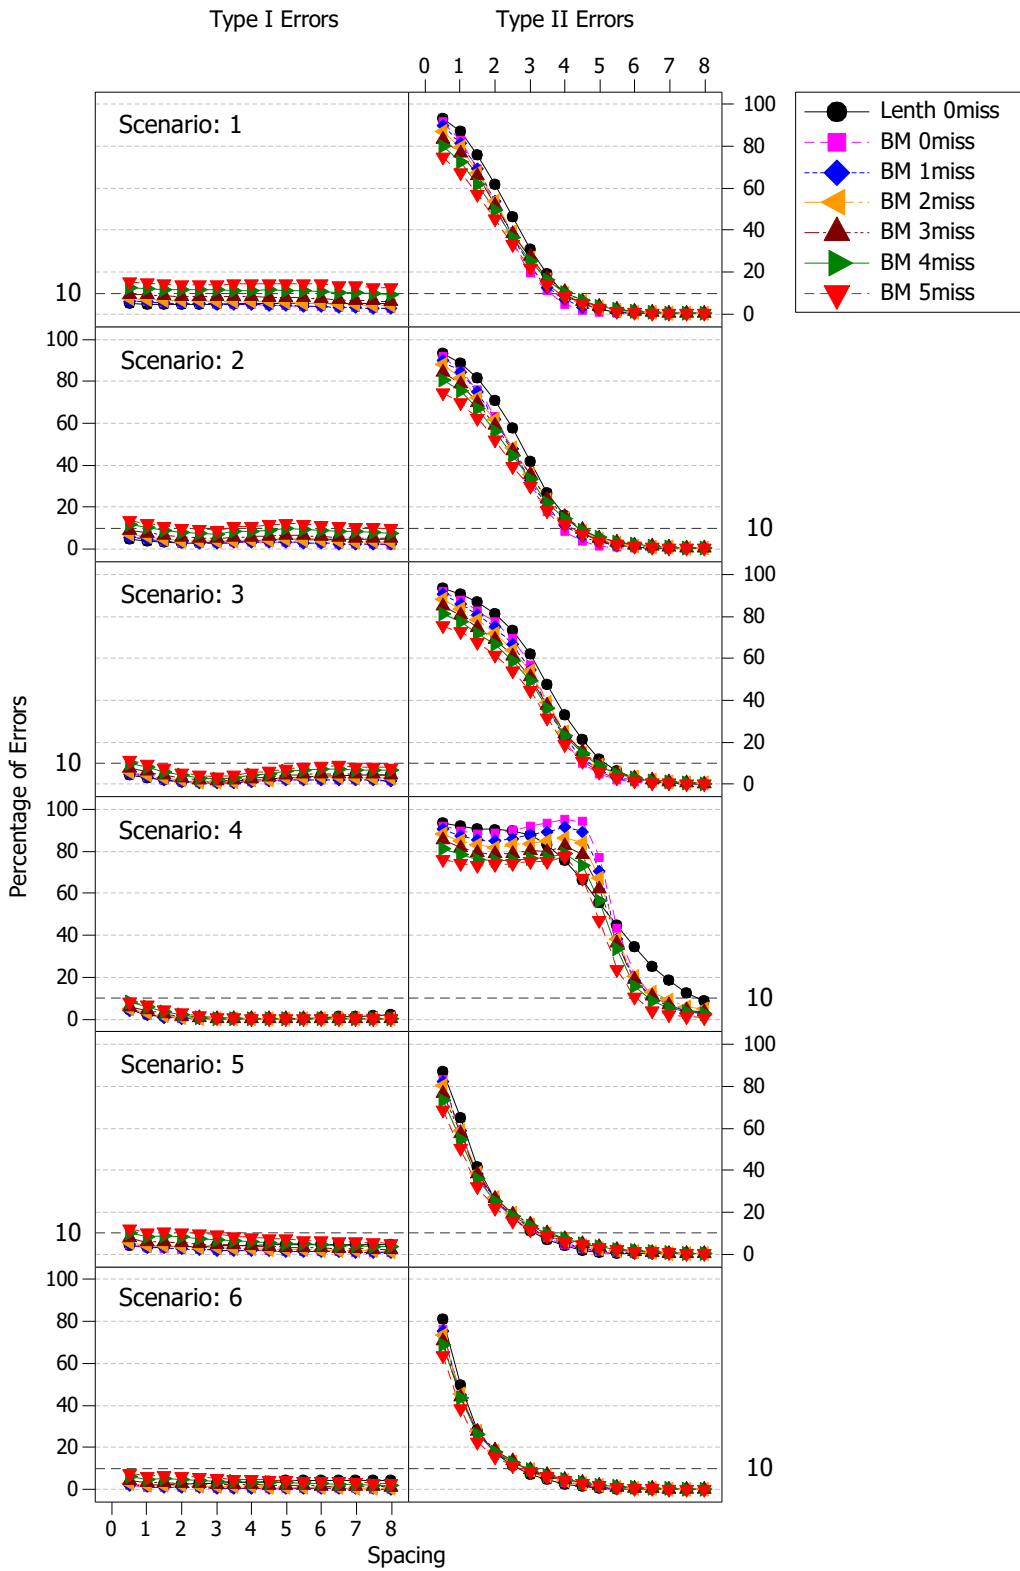 Type I Errors
Type II Errors
0 1 2 3 4 5 6 7 8
Scenario: 1
100
80
60
40
20
0
10
Lenth 0miss
BM 0miss
BM 1miss
BM 2miss
BM 3miss
BM 4miss
BM 5miss
Scenario: 2
100
80
60
40
20
0
10
Scenario: 3
100
80
60
40
20
0
10
Percentage of Errors
Scenario: 4
100
80
60
40
20
0
10
Scenario: 5
100
80
60
40
20
0
10
Scenario: 6
100
80
60
40
20
0
10
0 1 2 3 4 5 6 7 8
Spacing